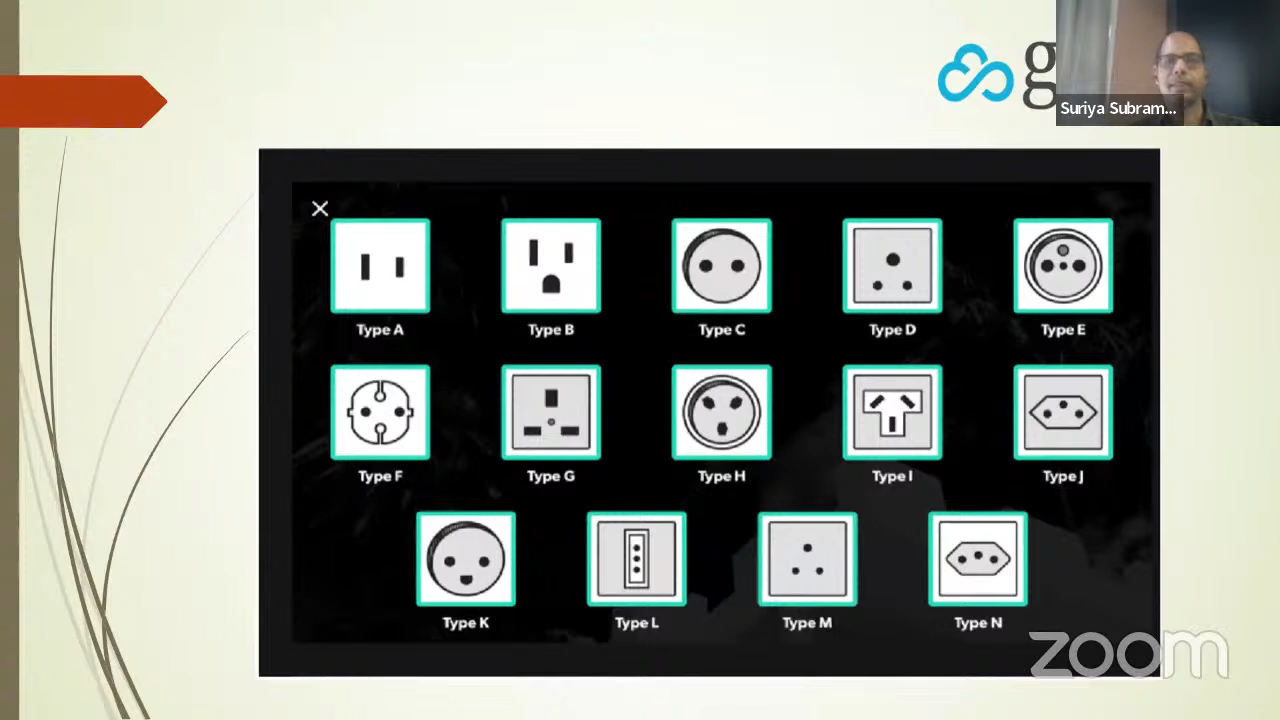 g
Suriya Subram...
Type A
Type B
Type C
Type D
Type E
Type F
Type G
Type H
Type I
Type J
Type K
Type L
Type M
Type N
zoom